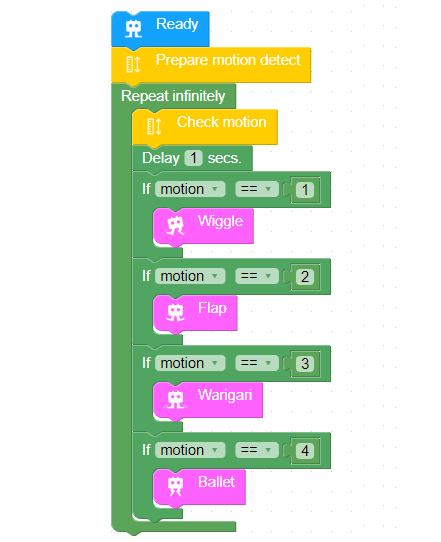 Ready
Prepare motion detect
Repeat infinitely
Check motion
Delay 1 secs.
If motion == 1
Wiggle
If motion == 2
Flap
If motion == 3
Warigari
If motion == 4
Ballet